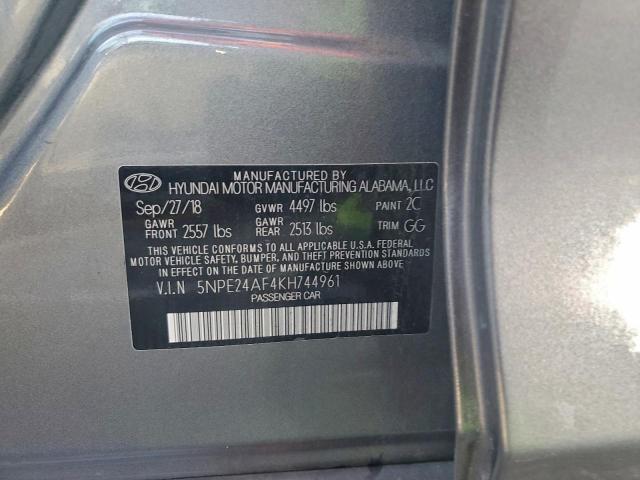 MANUFACTURED BY
HYUNDAI MOTOR MANUFACTURING ALABAMA, LLC
Sep/27/18 GVWR 4497 lbs PAINT 2C
GAWR FRONT 2557 lbs GAWR REAR 2513 lbs TRIM GG
THIS VEHICLE CONFORMS TO ALL APPLICABLE U.S.A. FEDERAL
MOTOR VEHICLE SAFETY, BUMPER, AND THEFT PREVENTION STANDARDS
IN EFFECT ON THE DATE OF MANUFACTURE SHOWN ABOVE.
V.I.N 5NPE24AF4KH744961
PASSENGER CAR